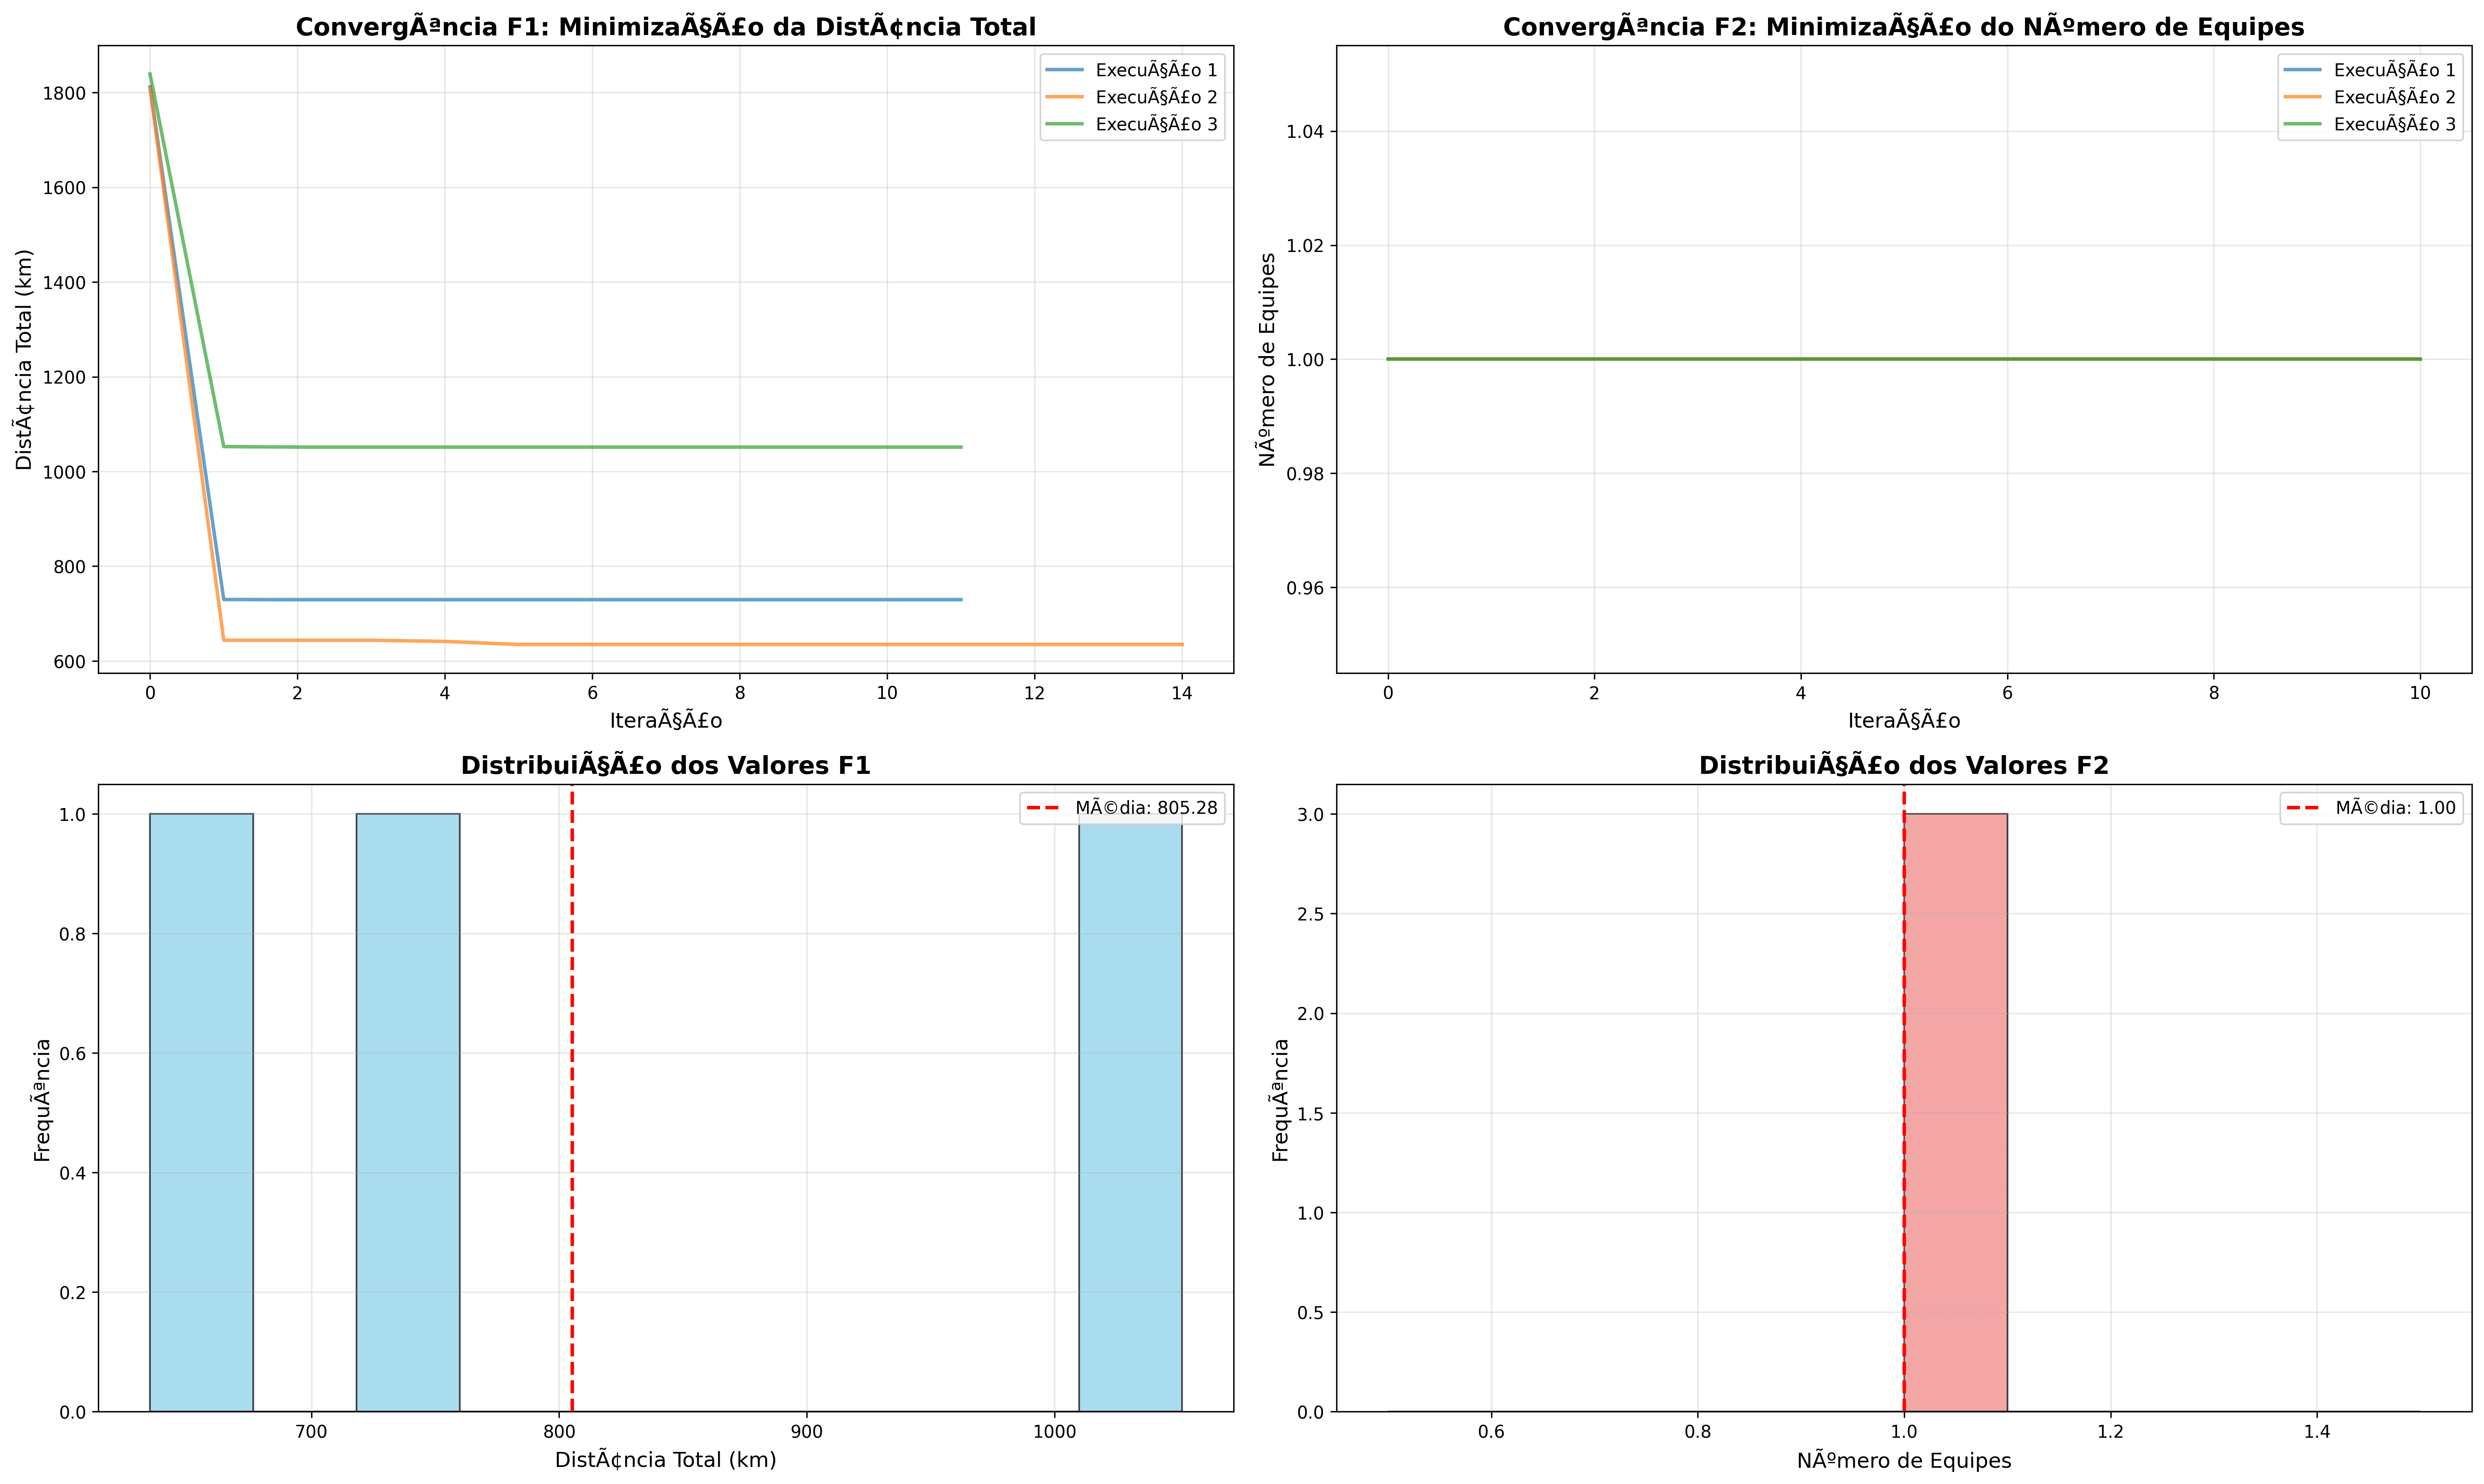 ConvergÃªncia F1: MinimizaÃ§Ã£o da DistÃ¢ncia Total
DistÃ¢ncia Total (km)
1800
1600
1400
1200
1000
800
600
0 2 4 6 8 10 12 14
IteraÃ§Ã£o
ExecuÃ§Ã£o 1
ExecuÃ§Ã£o 2
ExecuÃ§Ã£o 3
ConvergÃªncia F2: MinimizaÃ§Ã£o do NÃºmero de Equipes
NÃºmero de Equipes
1.04
1.02
1.00
0.98
0.96
0 2 4 6 8 10
IteraÃ§Ã£o
ExecuÃ§Ã£o 1
ExecuÃ§Ã£o 2
ExecuÃ§Ã£o 3
DistribuiÃ§Ã£o dos Valores F1
FrequÃªncia
1.0
0.8
0.6
0.4
0.2
0.0
700 800 900 1000
DistÃ¢ncia Total (km)
MÃ©dia: 805.28
DistribuiÃ§Ã£o dos Valores F2
FrequÃªncia
3.0
2.5
2.0
1.5
1.0
0.5
0.0
0.6 0.8 1.0 1.2 1.4
NÃºmero de Equipes
MÃ©dia: 1.00